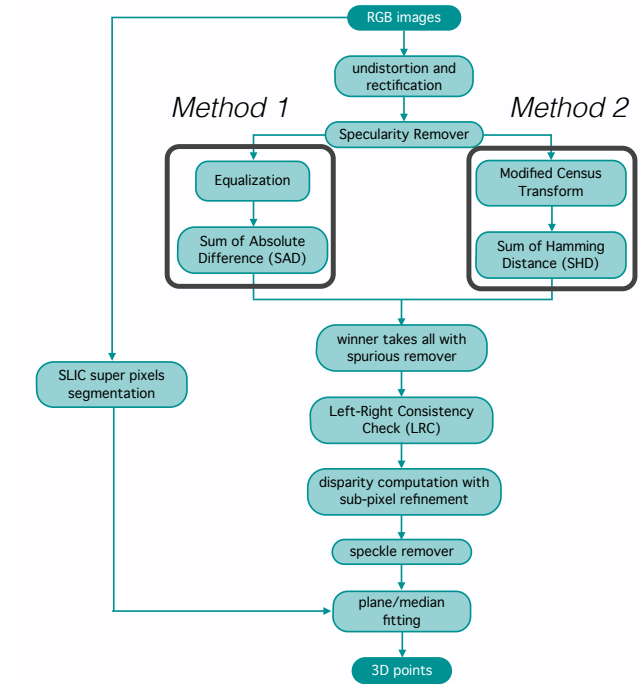 RGB images
undistortion and
rectification
Method 1
Method 2
Specularity Remover
Equalization
Modified Census
Transform
Sum of Absolute
Difference (SAD)
Sum of Hamming
Distance (SHD)
winner takes all with
spurious remover
SLIC super pixels
segmentation
Left-Right Consistency
Check (LRC)
disparity computation with
sub-pixel refinement
speckle remover
plane/median
fitting
3D points